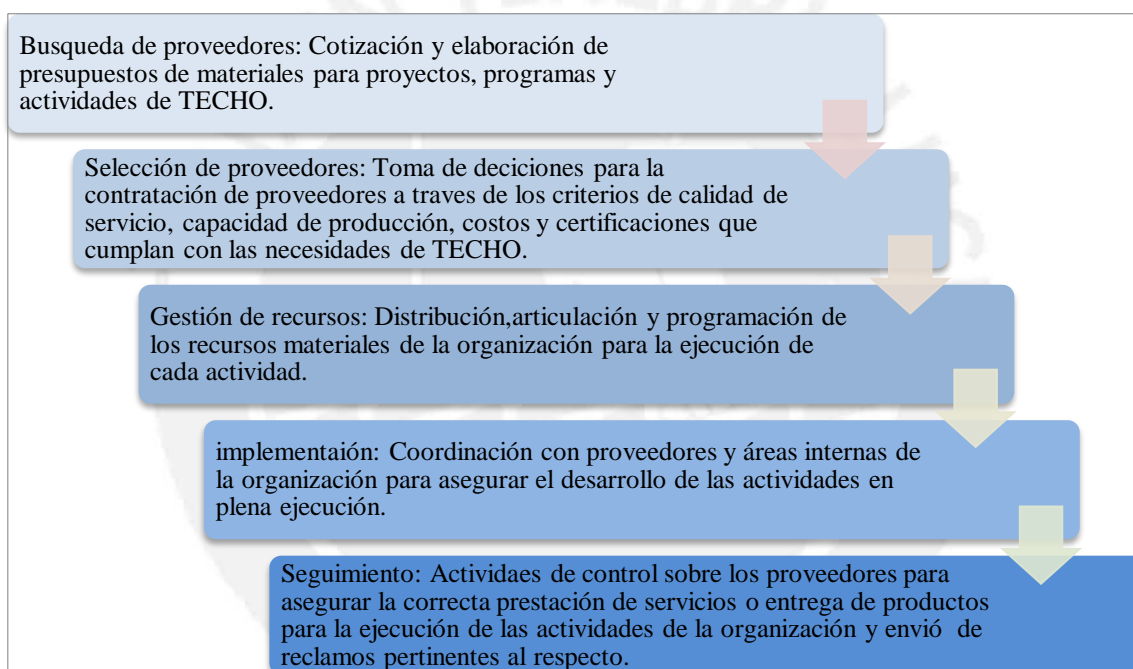 Busqueda de proveedores: Cotización y elaboración de
presupuestos de materiales para proyectos, programas y
actividades de TECHO.
Selección de proveedores: Toma de deciciones para la
contratación de proveedores a traves de los criterios de calidad de
servicio, capacidad de producción, costos y certificaciones que
cumplan con las necesidades de TECHO.
Gestión de recursos: Distribución,articulación y programación de
los recursos materiales de la organización para la ejecución de
cada actividad.
implementaión: Coordinación con proveedores y áreas internas de
la organización para asegurar el desarrollo de las actividades en
plena ejecución.
Seguimiento: Actividaes de control sobre los proveedores para
asegurar la correcta prestación de servicios o entrega de productos
para la ejecución de las actividades de la organización y envió de
reclamos pertinentes al respecto.